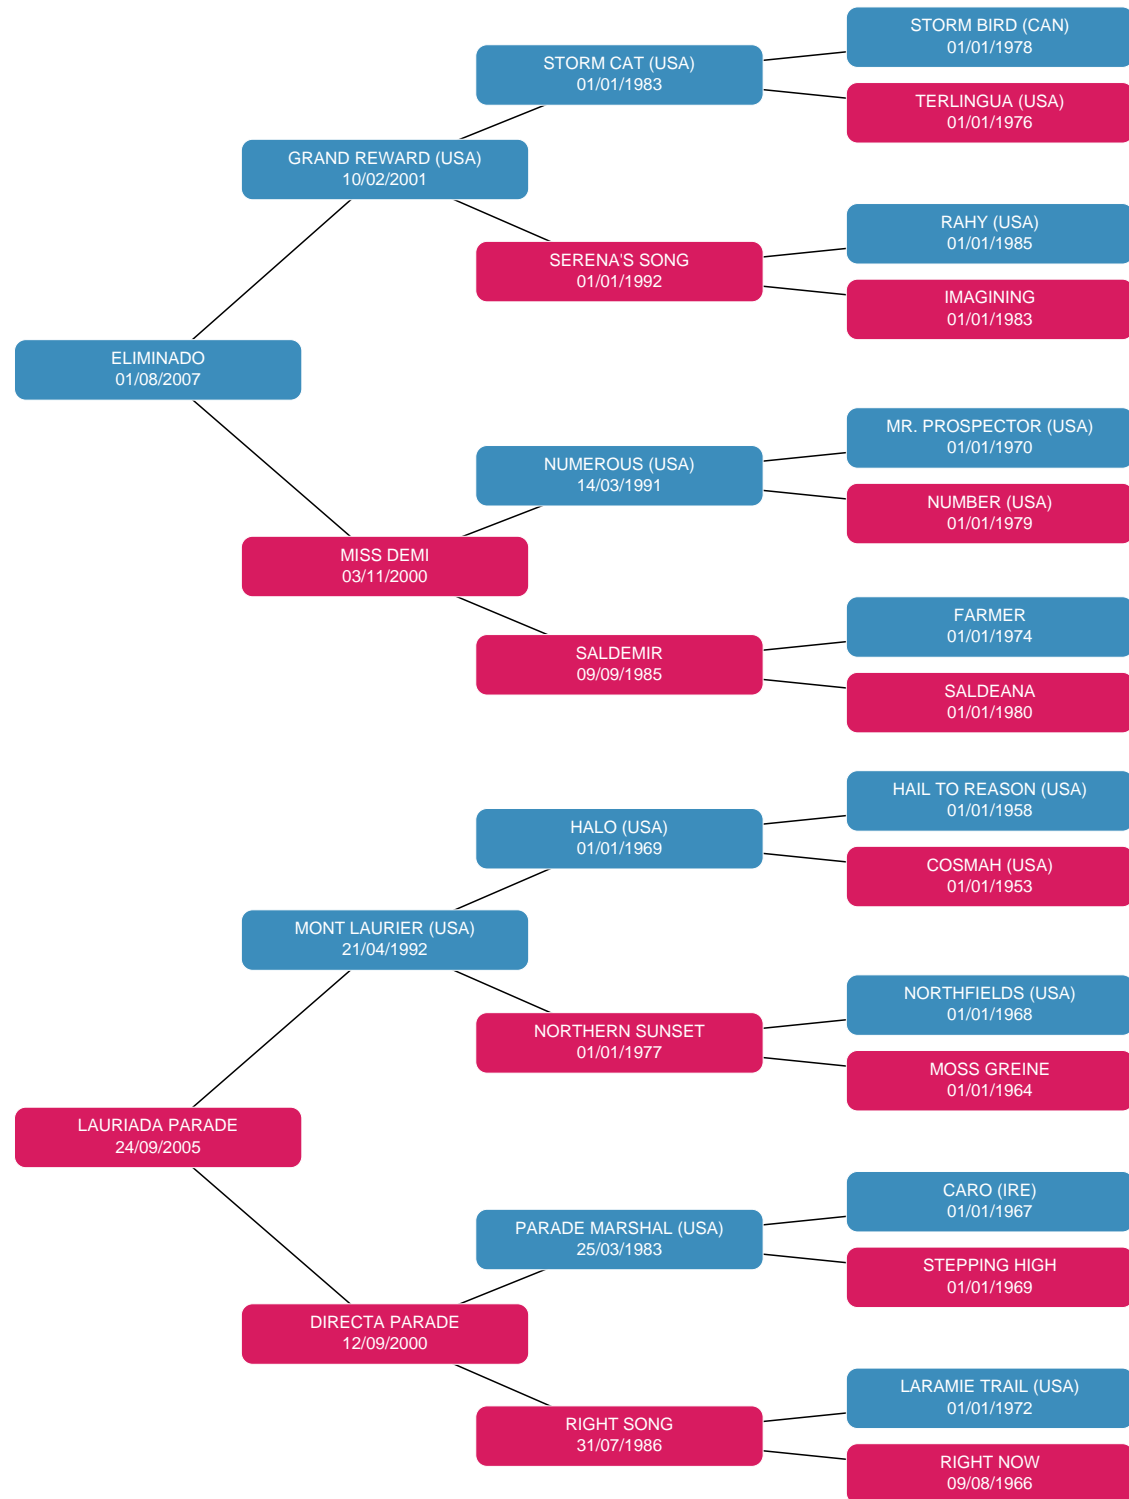 STORM BIRD (CAN)
01/01/1978
STORM CAT (USA)
01/01/1983
TERLINGUA (USA)
01/01/1976
GRAND REWARD (USA)
10/02/2001
RAHY (USA)
01/01/1985
SERENA'S SONG
01/01/1992
IMAGINING
01/01/1983
ELIMINADO
01/08/2007
MR. PROSPECTOR (USA)
01/01/1970
NUMEROUS (USA)
14/03/1991
NUMBER (USA)
01/01/1979
MISS DEMI
03/11/2000
FARMER
01/01/1974
SALDEMIR
09/09/1985
SALDEANA
01/01/1980
HAIL TO REASON (USA)
01/01/1958
HALO (USA)
01/01/1969
COSMAH (USA)
01/01/1953
MONT LAURIER (USA)
21/04/1992
NORTHFIELDS (USA)
01/01/1968
NORTHERN SUNSET
01/01/1977
MOSS GREINE
01/01/1964
LAURIADA PARADE
24/09/2005
CARO (IRE)
01/01/1967
PARADE MARSHAL (USA)
25/03/1983
STEPPING HIGH
01/01/1969
DIRECTA PARADE
12/09/2000
LARAMIE TRAIL (USA)
01/01/1972
RIGHT SONG
31/07/1986
RIGHT NOW
09/08/1966